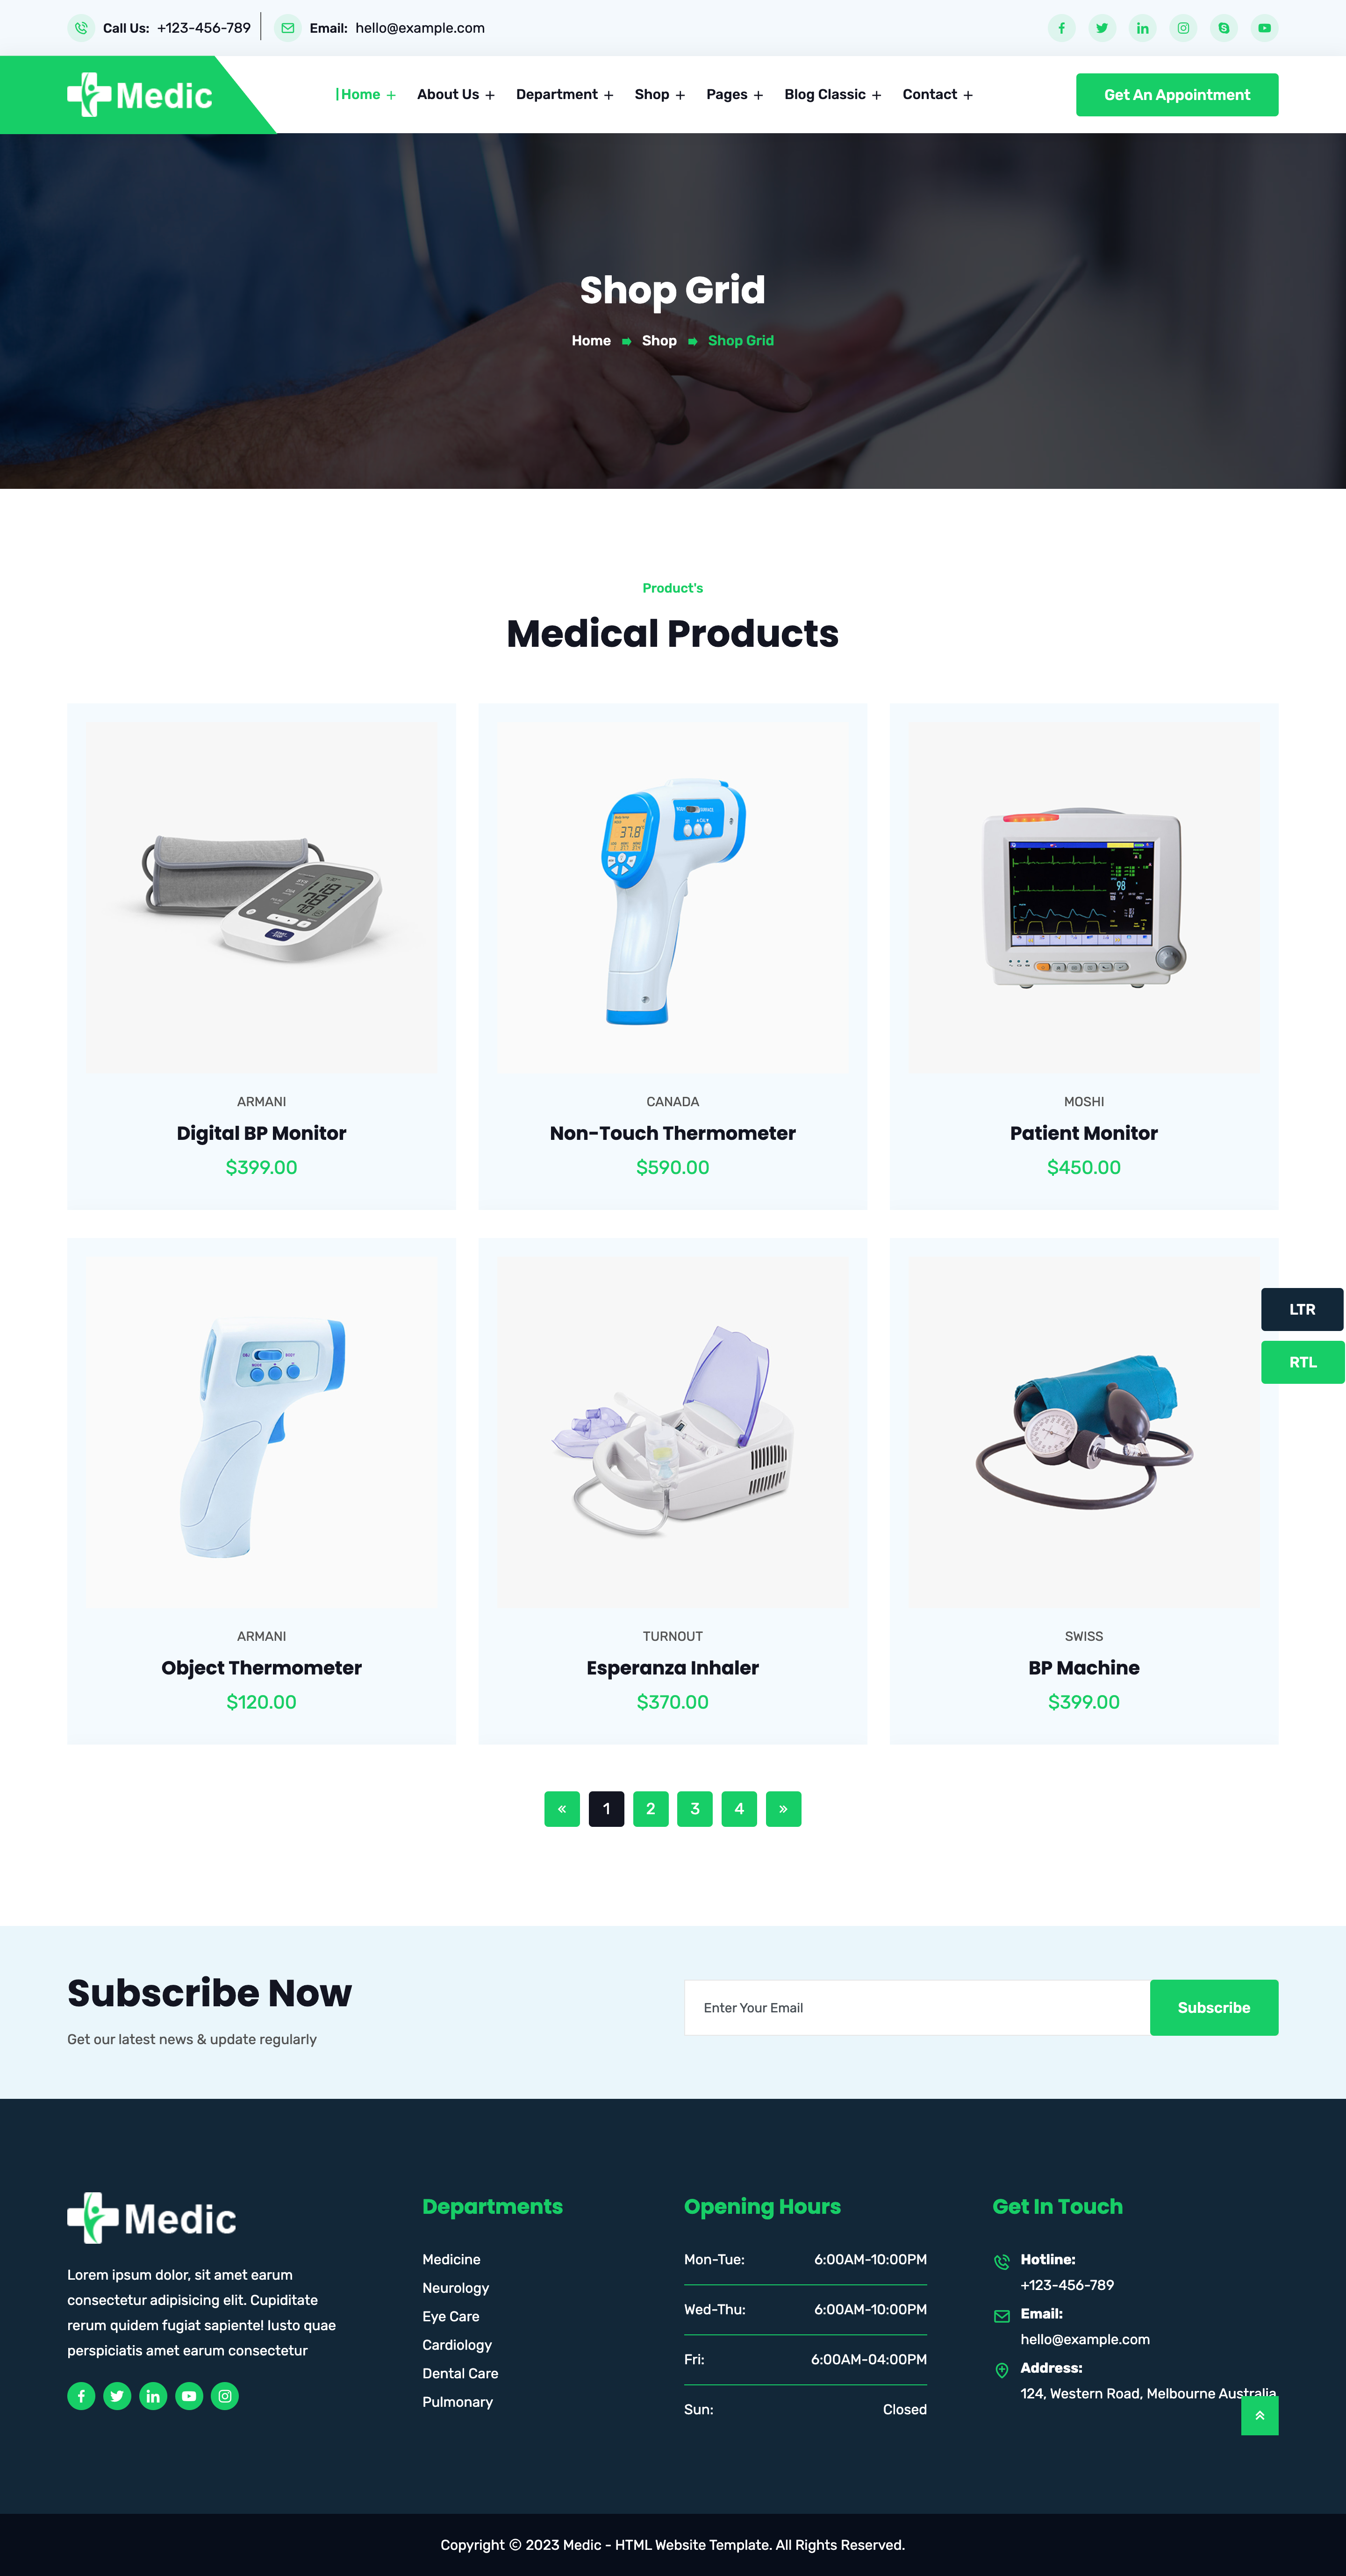 Call Us: +123-456-789
Email: hello@example.com
Medic
Home
About Us
Department
Shop
Pages
Blog Classic
Contact
Get An Appointment
Shop Grid
Home Shop Shop Grid
Product's
Medical Products
37.8
98
ARMANI
CANADA
MOSHI
Digital BP Monitor
Non-Touch Thermometer
Patient Monitor
$399.00
$590.00
$450.00
LTR
RTL
ARMANI
TURNOUT
SWISS
Object Thermometer
Esperanza Inhaler
BP Machine
$120.00
$370.00
$399.00
« 1 2 3 4 »
Subscribe Now
Get our latest news & update regularly
Enter Your Email
Subscribe
Medic
Lorem ipsum dolor, sit amet earum
consectetur adipisicing elit. Cupiditate
rerum quidem fugiat sapiente! Iusto quae
perspiciatis amet earum consectetur
Departments
Medicine
Neurology
Eye Care
Cardiology
Dental Care
Pulmonary
Opening Hours
Mon-Tue: 6:00AM-10:00PM
Wed-Thu: 6:00AM-10:00PM
Fri: 6:00AM-04:00PM
Sun: Closed
Get In Touch
Hotline:
+123-456-789
Email:
hello@example.com
Address:
124, Western Road, Melbourne Australia
Copyright © 2023 Medic - HTML Website Template. All Rights Reserved.